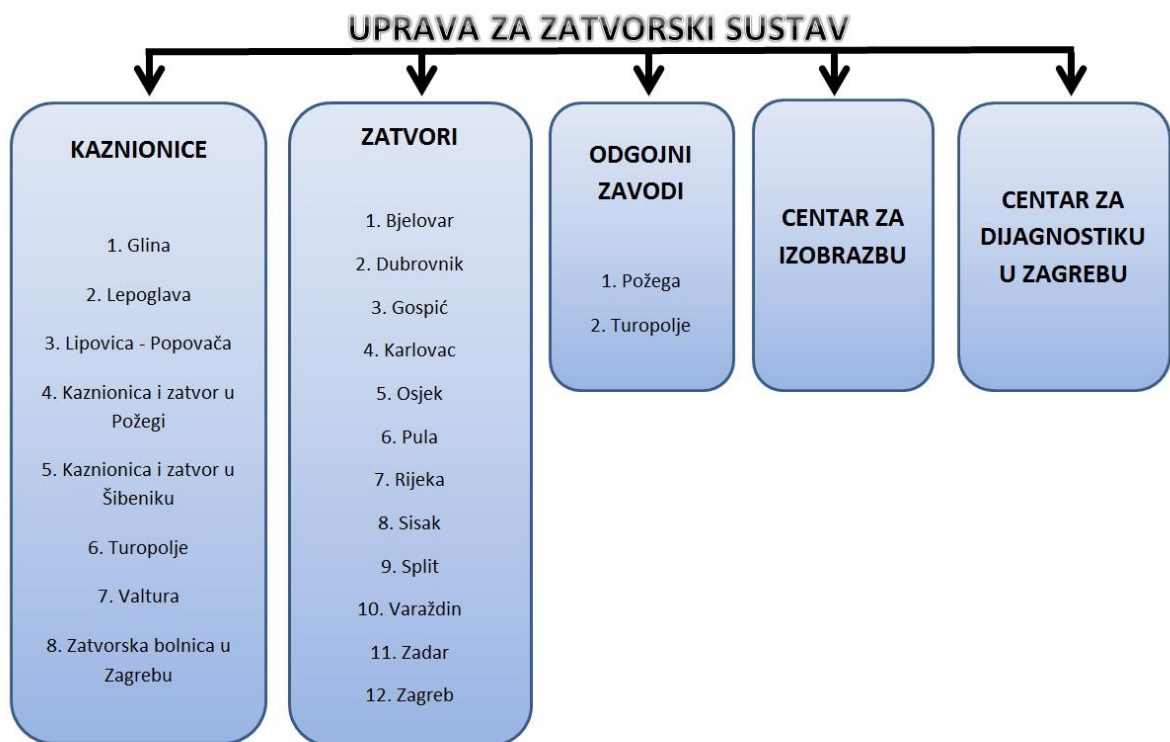 UPRAVA ZA ZATVORSKI SUSTAV
KAZNIONICE
1. Glina
2. Lepoglava
3. Lipovica - Popovača
4. Kaznionica i zatvor u
Požegi
5. Kaznionica i zatvor u
Šibeniku
6. Turopolje
7. Valtura
8. Zatvorska bolnica u
Zagrebu
ZATVORI
1. Bjelovar
2. Dubrovnik
3. Gospić
4. Karlovac
5. Osjek
6. Pula
7. Rijeka
8. Sisak
9. Split
10. Varaždin
11. Zadar
12. Zagreb
ODGOJNI
ZAVODI
1. Požega
2. Turopolje
CENTAR ZA
IZOBRAZBU
CENTAR ZA
DIJAGNOSTIKU
U ZAGREBU